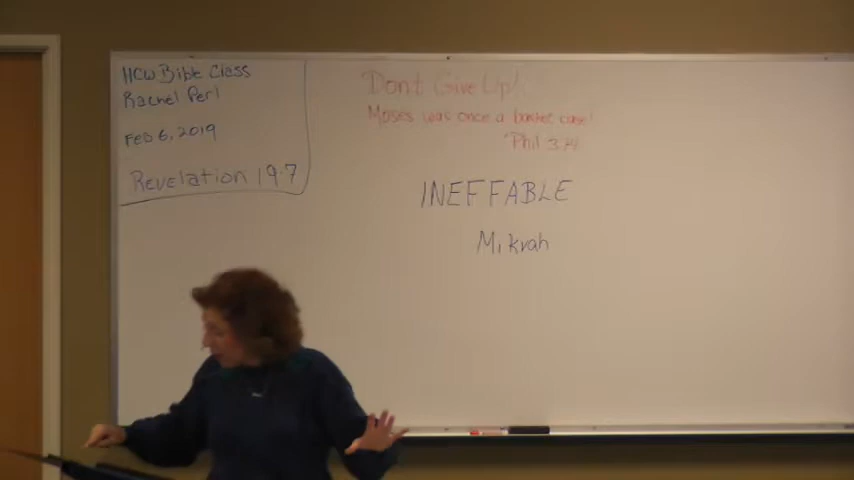 HCW Bible Class
Rachel Perl
Feb 6, 2019
Revelation 19:7
Don't Give Up!
Moses was once a basket case!
Phil 3:14
INEFFABLE
Mikrah